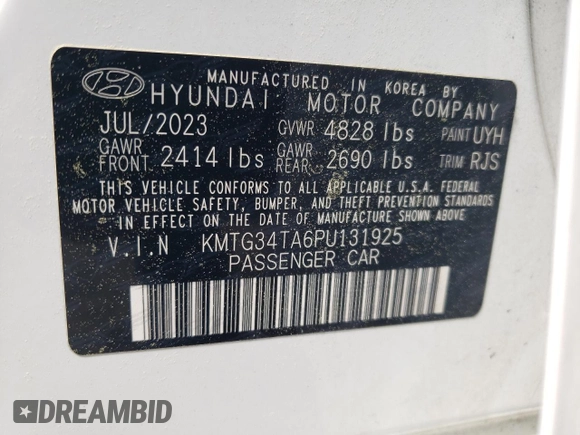 MANUFACTURED IN KOREA BY
HYUNDAI MOTOR COMPANY
JUL/2023 GVWR 4828 lbs PAINT UYH
GAWR FRONT 2414 lbs GAWR REAR 2690 lbs TRIM RJS
THIS VEHICLE CONFORMS TO ALL APPLICABLE U.S.A. FEDERAL
MOTOR VEHICLE SAFETY, BUMPER, AND THEFT PREVENTION STANDARDS
IN EFFECT ON THE DATE OF MANUFACTURE SHOWN ABOVE.
V.I.N KMTG34TA6PU131925
PASSENGER CAR
DREAMBID